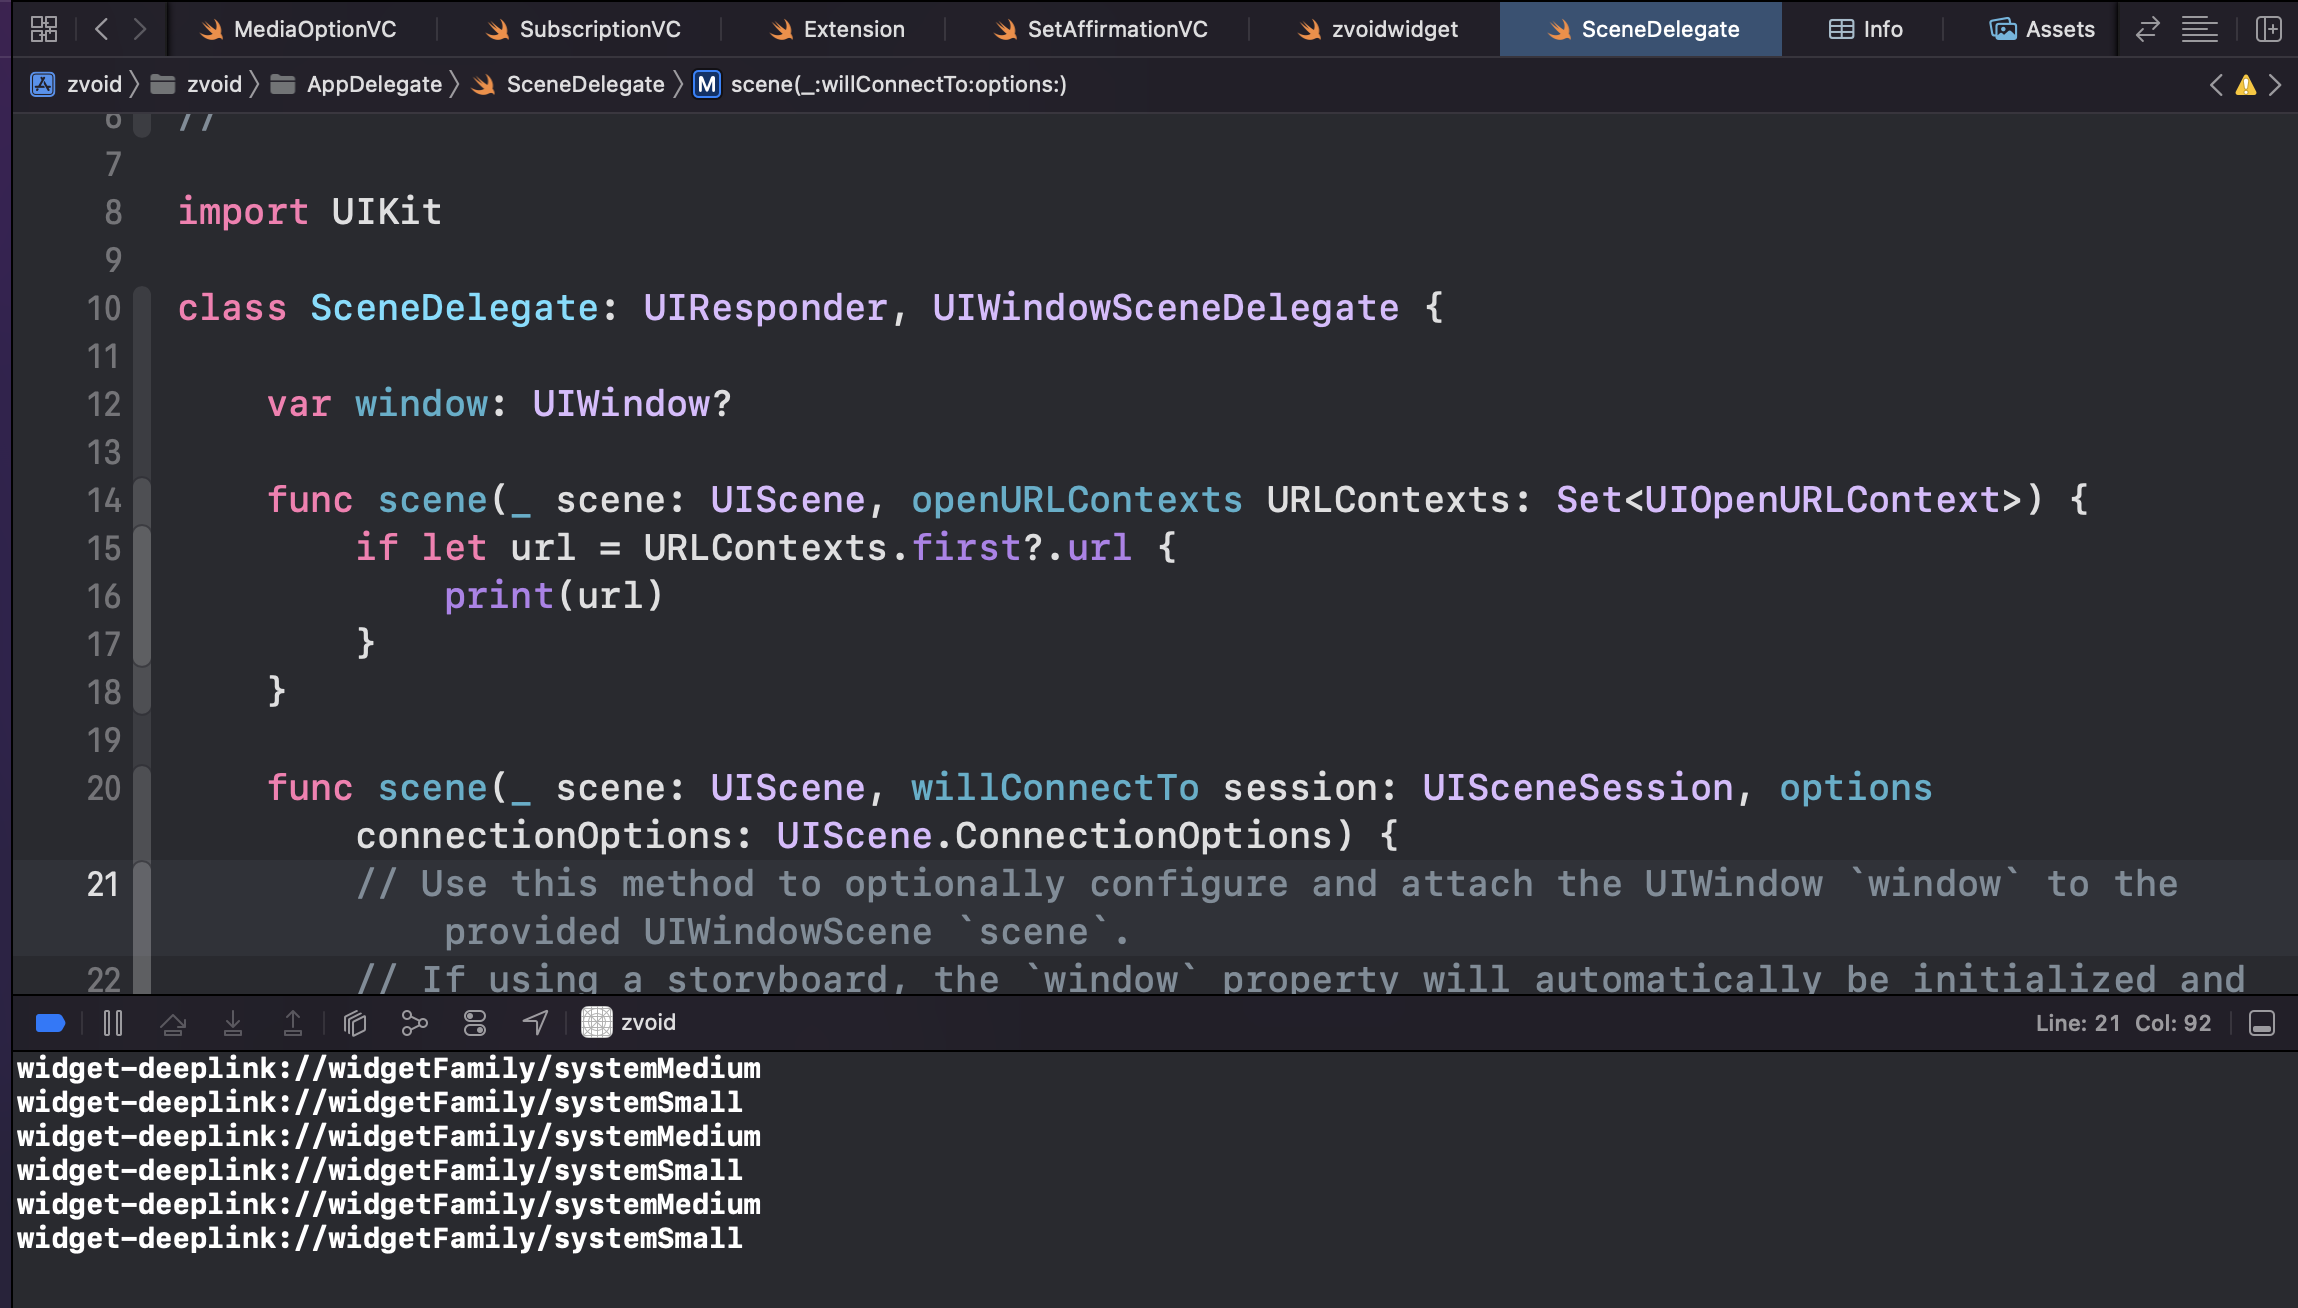 MediaOptionVC SubscriptionVC Extension SetAffirmationVC zvoidwidget SceneDelegate Info Assets
zvoid zvoid AppDelegate SceneDelegate M scene(_:willConnectTo:options:)
6 //
7
8 import UIKit
9
10 class SceneDelegate: UIResponder, UIWindowSceneDelegate {
11
12 var window: UIWindow?
13
14 func scene(_ scene: UIScene, openURLContexts URLContexts: Set<UIOpenURLContext>) {
15 if let url = URLContexts.first?.url {
16 print(url)
17 }
18 }
19
20 func scene(_ scene: UIScene, willConnectTo session: UISceneSession, options
connectionOptions: UIScene.ConnectionOptions) {
21 // Use this method to optionally configure and attach the UIWindow `window` to the
provided UIWindowScene `scene`.
22 // If using a storyboard, the `window` property will automatically be initialized and
zvoid Line: 21 Col: 92
widget-deeplink://widgetFamily/systemMedium
widget-deeplink://widgetFamily/systemSmall
widget-deeplink://widgetFamily/systemMedium
widget-deeplink://widgetFamily/systemSmall
widget-deeplink://widgetFamily/systemMedium
widget-deeplink://widgetFamily/systemSmall